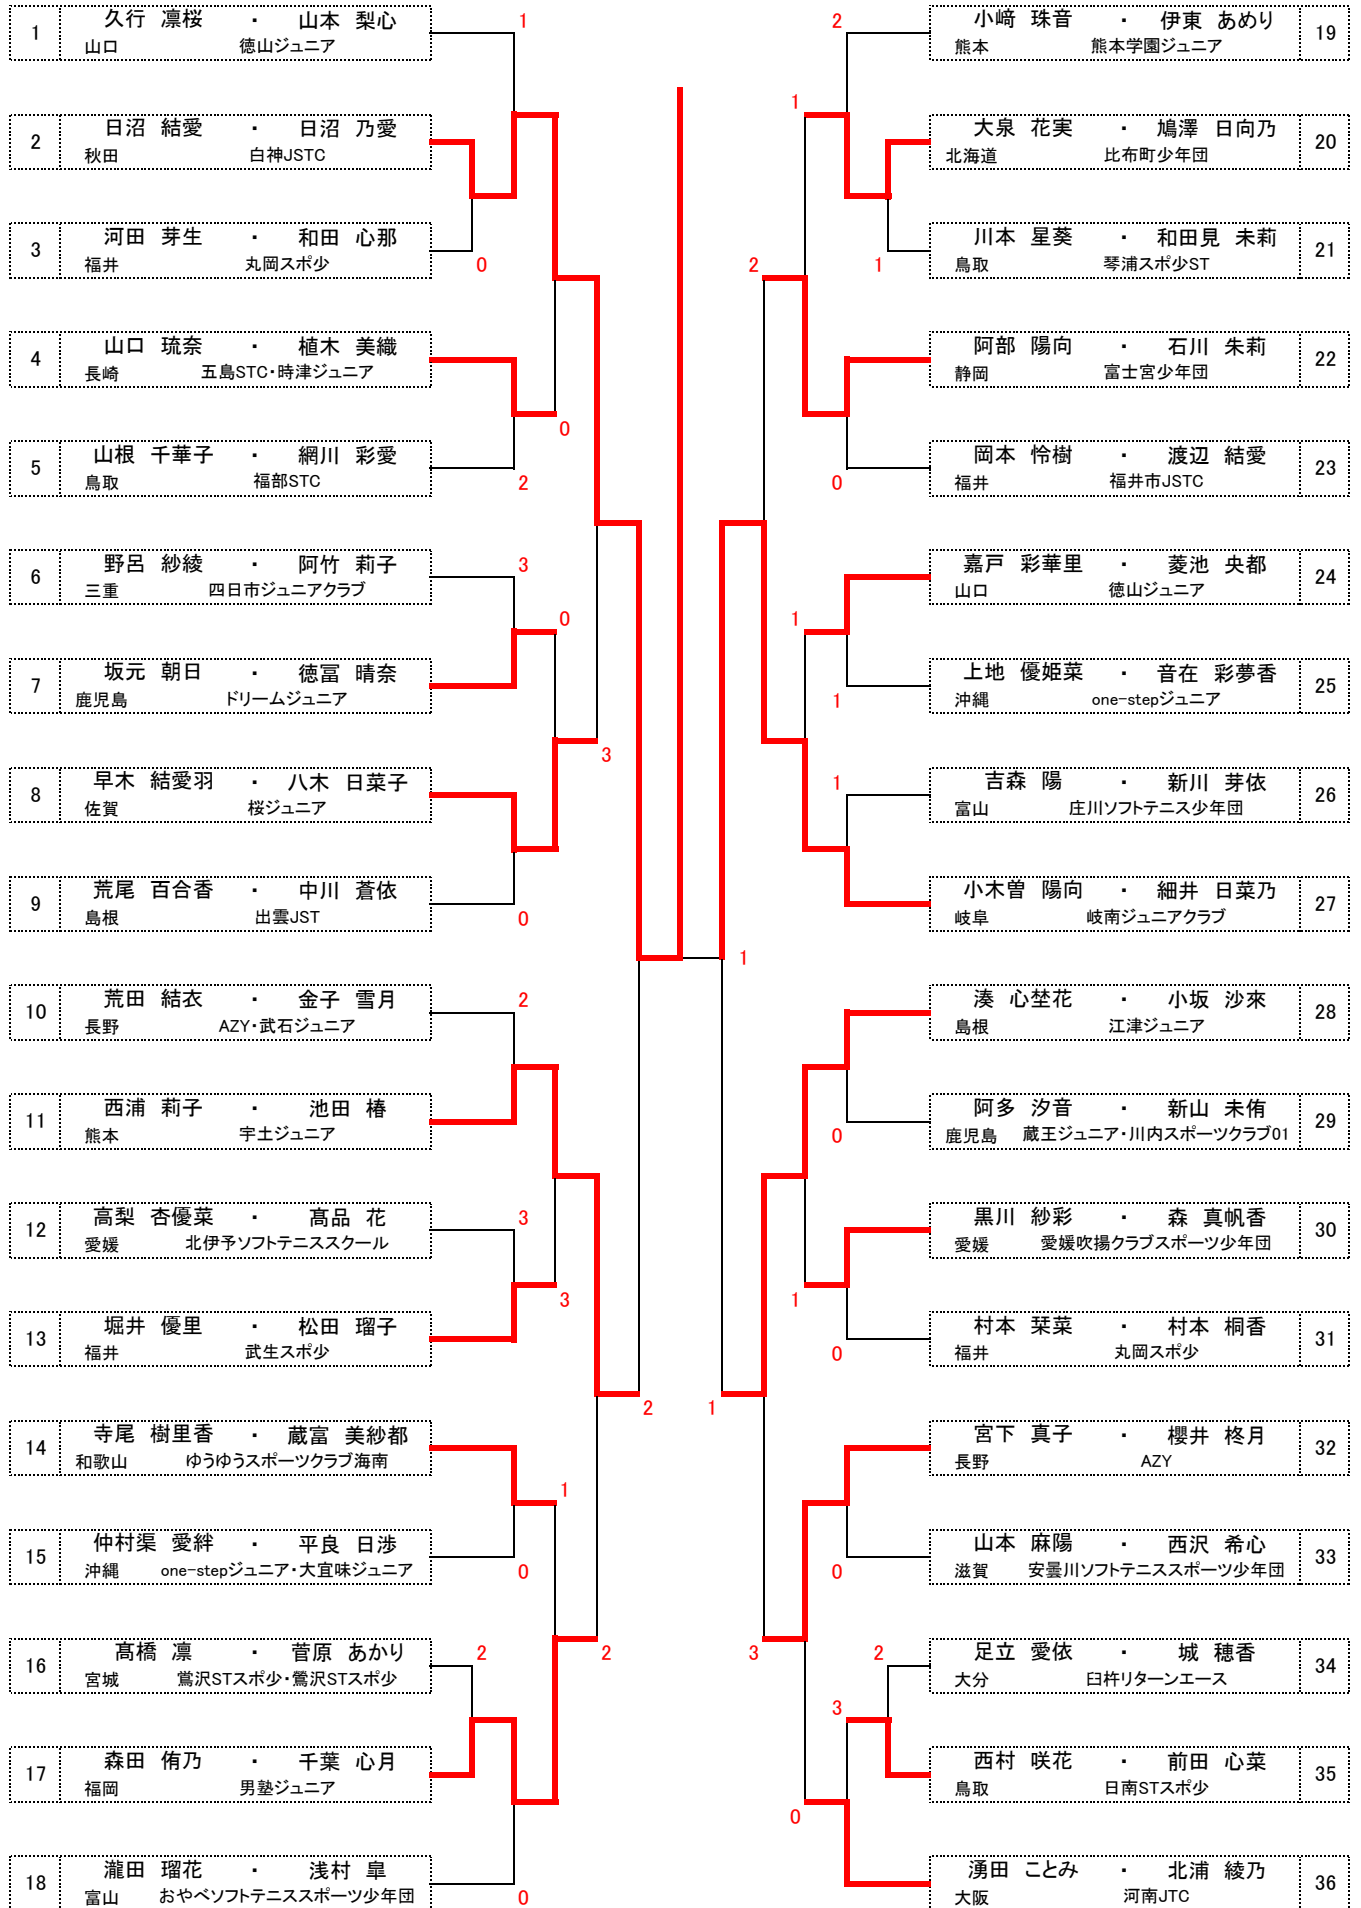 1 久行 凛桜 ・ 山本 梨心
山口 徳山ジュニア
1
2 日沼 結愛 ・ 日沼 乃愛
秋田 白神JSTC
3 河田 芽生 ・ 和田 心那
福井 丸岡スポ少
0
4 山口 琉奈 ・ 植木 美織
長崎 五島STC・時津ジュニア
0
5 山根 千華子 ・ 網川 彩愛
鳥取 福部STC
2
6 野呂 紗綾 ・ 阿竹 莉子
三重 四日市ジュニアクラブ
3
0
7 坂元 朝日 ・ 徳冨 晴奈
鹿児島 ドリームジュニア
3
8 早木 結愛羽 ・ 八木 日菜子
佐賀 桜ジュニア
9 荒尾 百合香 ・ 中川 蒼依
島根 出雲JST
0
10 荒田 結衣 ・ 金子 雪月
長野 AZY・武石ジュニア
2
11 西浦 莉子 ・ 池田 椿
熊本 宇土ジュニア
12 高梨 杏優菜 ・ 髙品 花
愛媛 北伊予ソフトテニススクール
3
3
13 堀井 優里 ・ 松田 瑠子
福井 武生スポ少
2
14 寺尾 樹里香 ・ 蔵富 美紗都
和歌山 ゆうゆうスポーツクラブ海南
1
15 仲村渠 愛絆 ・ 平良 日渉
沖縄 one-stepジュニア・大宜味ジュニア
0
16 髙橋 凛 ・ 菅原 あかり
宮城 鴬沢STスポ少・鶯沢STスポ少
2
2
17 森田 侑乃 ・ 千葉 心月
福岡 男塾ジュニア
18 瀧田 瑠花 ・ 浅村 皐
富山 おやべソフトテニススポーツ少年団
0
1
2
小﨑 珠音 ・ 伊東 あめり 19
熊本 熊本学園ジュニア
1
大泉 花実 ・ 鳩澤 日向乃 20
北海道 比布町少年団
川本 星葵 ・ 和田見 未莉 21
鳥取 琴浦スポ少ST
2
1
阿部 陽向 ・ 石川 朱莉 22
静岡 富士宮少年団
岡本 怜樹 ・ 渡辺 結愛 23
福井 福井市JSTC
0
嘉戸 彩華里 ・ 菱池 央都 24
山口 徳山ジュニア
1
上地 優姫菜 ・ 音在 彩夢香 25
沖縄 one-stepジュニア
1
吉森 陽 ・ 新川 芽依 26
富山 庄川ソフトテニス少年団
1
小木曽 陽向 ・ 細井 日菜乃 27
岐阜 岐南ジュニアクラブ
湊 心埜花 ・ 小坂 沙來 28
島根 江津ジュニア
阿多 汐音 ・ 新山 未侑 29
鹿児島 蔵王ジュニア・川内スポーツクラブ01
0
黒川 紗彩 ・ 森 真帆香 30
愛媛 愛媛吹揚クラブスポーツ少年団
1
村本 栞菜 ・ 村本 桐香 31
福井 丸岡スポ少
0
1
宮下 真子 ・ 櫻井 柊月 32
長野 AZY
山本 麻陽 ・ 西沢 希心 33
滋賀 安曇川ソフトテニススポーツ少年団
0
足立 愛依 ・ 城 穂香 34
大分 臼杵リターンエース
3
2
3
西村 咲花 ・ 前田 心菜 35
鳥取 日南STスポ少
0
湧田 ことみ ・ 北浦 綾乃 36
大阪 河南JTC